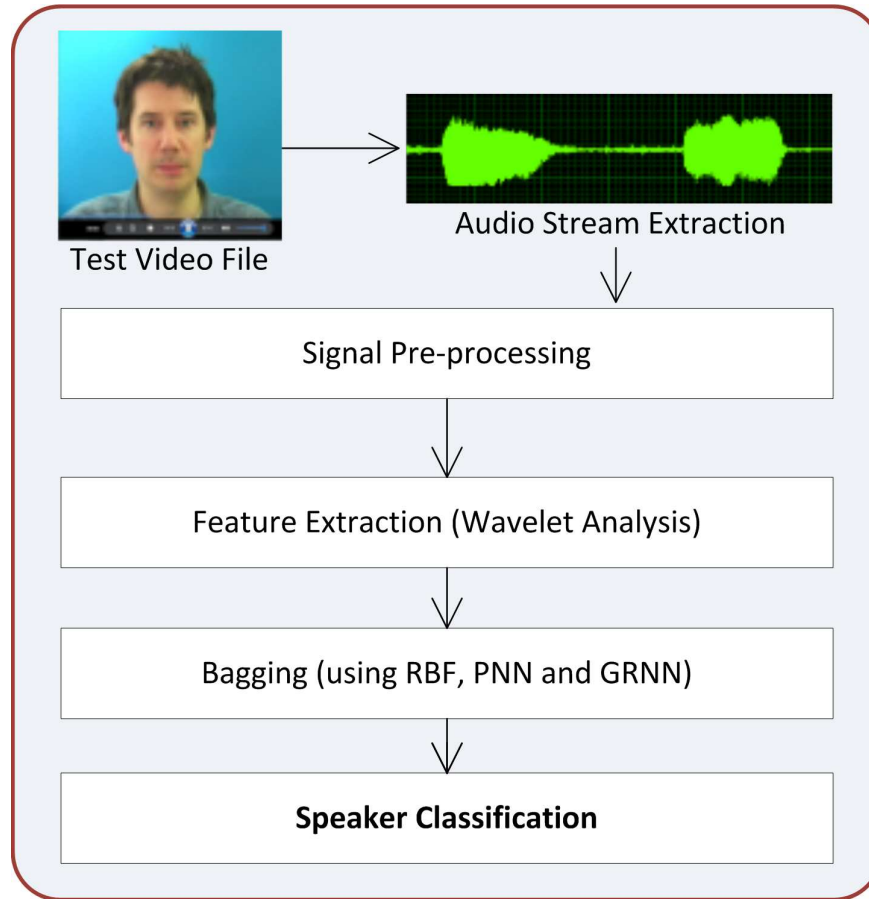 Test Video File
Audio Stream Extraction
Signal Pre-processing
Feature Extraction (Wavelet Analysis)
Bagging (using RBF, PNN and GRNN)
Speaker Classification